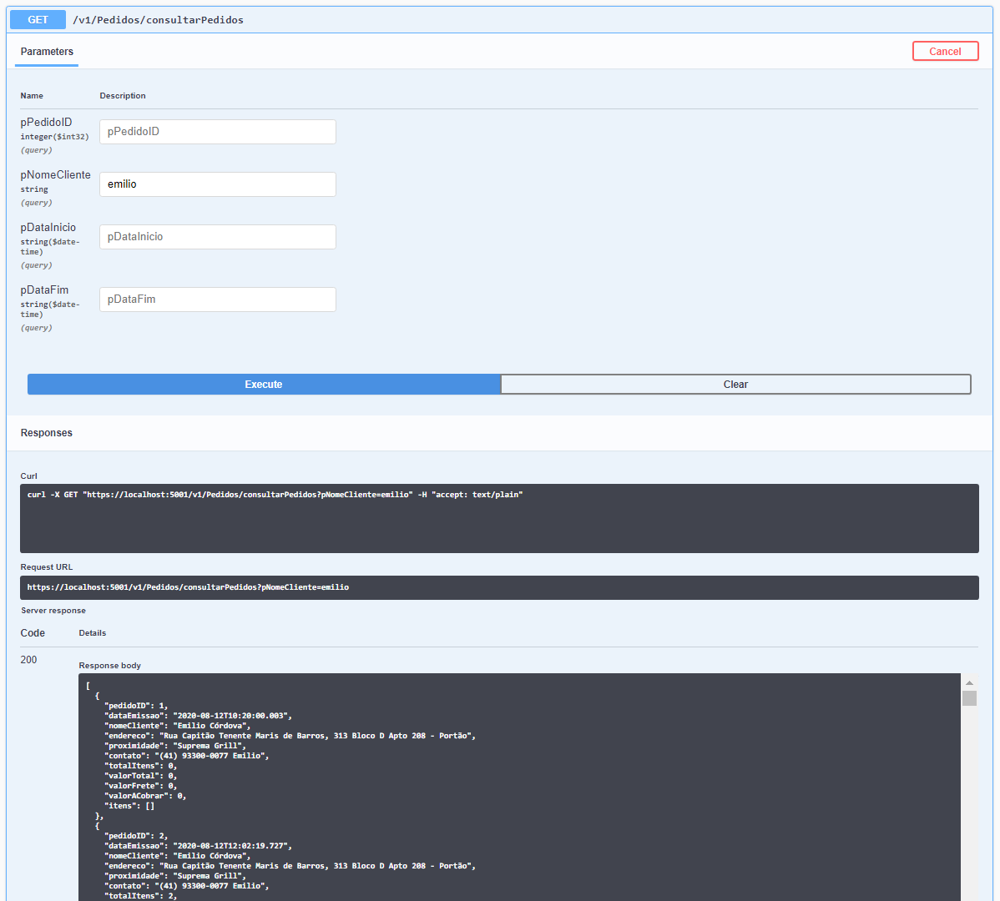 GET /v1/Pedidos/consultarPedidos
Parameters
Cancel
Name Description
pPedidoID
integer($int32)
(query)
pPedidoID
pNomeCliente
string
(query)
emilio
pDataInicio
string($date-
time)
(query)
pDataInicio
pDataFim
string($date-
time)
(query)
pDataFim
Execute
Clear
Responses
Curl
curl -X GET "https://localhost:5001/v1/Pedidos/consultarPedidos?pNomeCliente=emilio" -H "accept: text/plain"
Request URL
https://localhost:5001/v1/Pedidos/consultarPedidos?pNomeCliente=emilio
Server response
Code Details
200
Response body
[
{
"pedidoID": 1,
"dataEmissao": "2020-08-12T10:20:00.003",
"nomeCliente": "Emilio Córdova",
"endereco": "Rua Capitão Tenente Maris de Barros, 313 Bloco D Apto 208 - Portão",
"proximidade": "Suprema Grill",
"contato": "(41) 93300-0077 Emilio",
"totalItens": 0,
"valorTotal": 0,
"valorFrete": 0,
"valorACobrar": 0,
"itens": []
},
{
"pedidoID": 2,
"dataEmissao": "2020-08-12T12:02:19.727",
"nomeCliente": "Emilio Córdova",
"endereco": "Rua Capitão Tenente Maris de Barros, 313 Bloco D Apto 208 - Portão",
"proximidade": "Suprema Grill",
"contato": "(41) 93300-0077 Emilio",
"totalItens": 2,